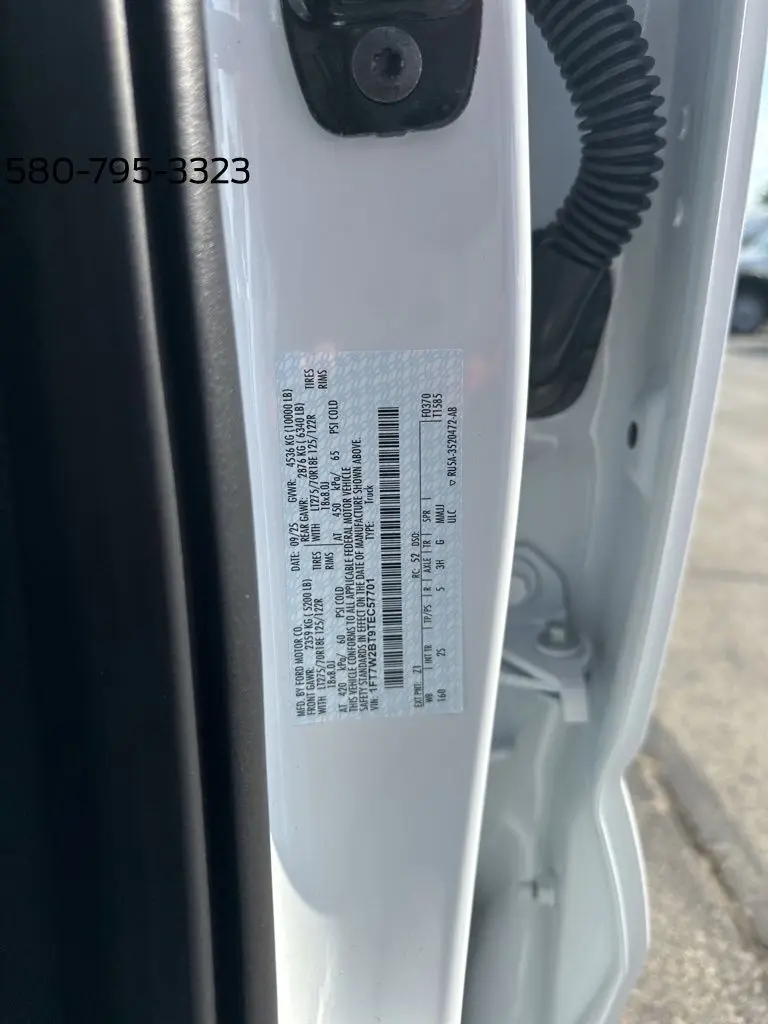 580-795-3323
MFD. BY FORD MOTOR CO. DATE: 09/25 GVWR: 4536 KG (10000 LB)
FRONT GAWR: 2359 KG (5200 LB) REAR GAWR: 2876 KG (6340 LB)
WITH LT275/70R18E 125/122R TIRES WITH LT275/70R18E 125/122R TIRES
18x8.0J RIMS 18x8.0J RIMS
AT 420 kPa/ 60 PSI COLD AT 450 kPa/ 65 PSI COLD
THIS VEHICLE CONFORMS TO ALL APPLICABLE FEDERAL MOTOR VEHICLE
SAFETY STANDARDS IN EFFECT ON THE DATE OF MANUFACTURE SHOWN ABOVE.
VIN: 1FT7W2BT9TEC57701 TYPE: Truck
F0370
T1585
EXT PNT: Z1 RC: 52 DSO:
WB INT TR TP/PS R AXLE TR SPR
160 2S 5 3H G MMJJ
ULC
▽ RU5A-3520472-AB